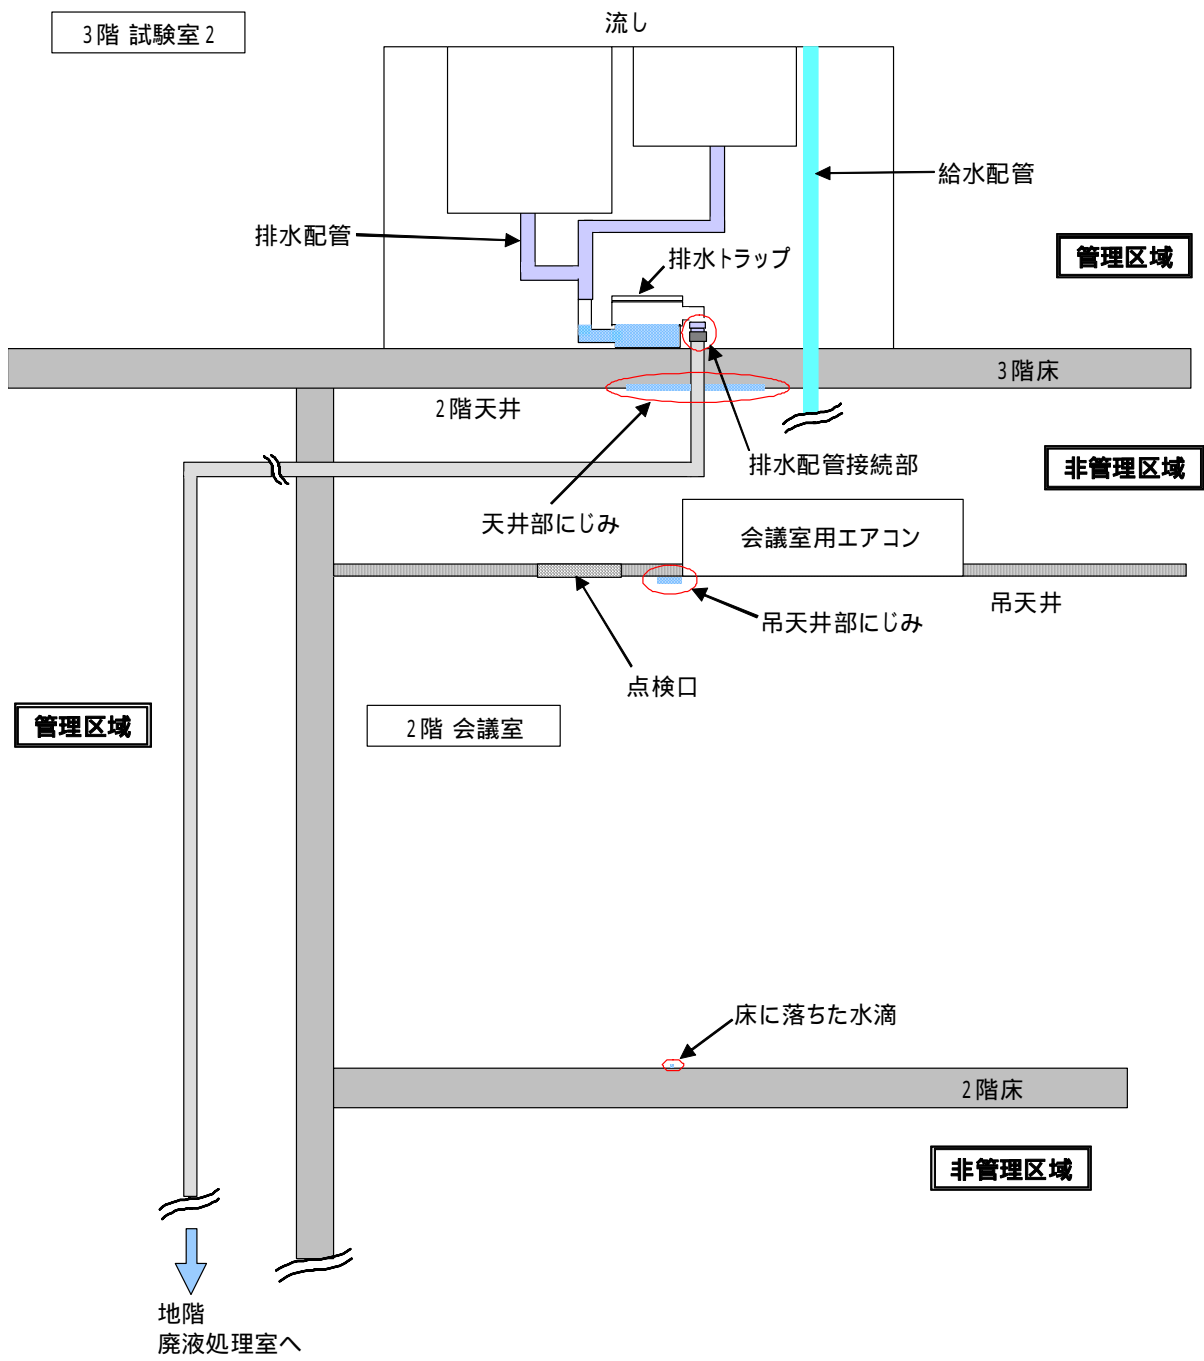 3階 試験室2
流し
給水配管
排水配管
管理区域
排水トラップ
3階床
2階天井
非管理区域
排水配管接続部
天井部にじみ
会議室用エアコン
吊天井
吊天井部にじみ
点検口
管理区域
2階 会議室
床に落ちた水滴
2階床
非管理区域
地階
廃液処理室へ